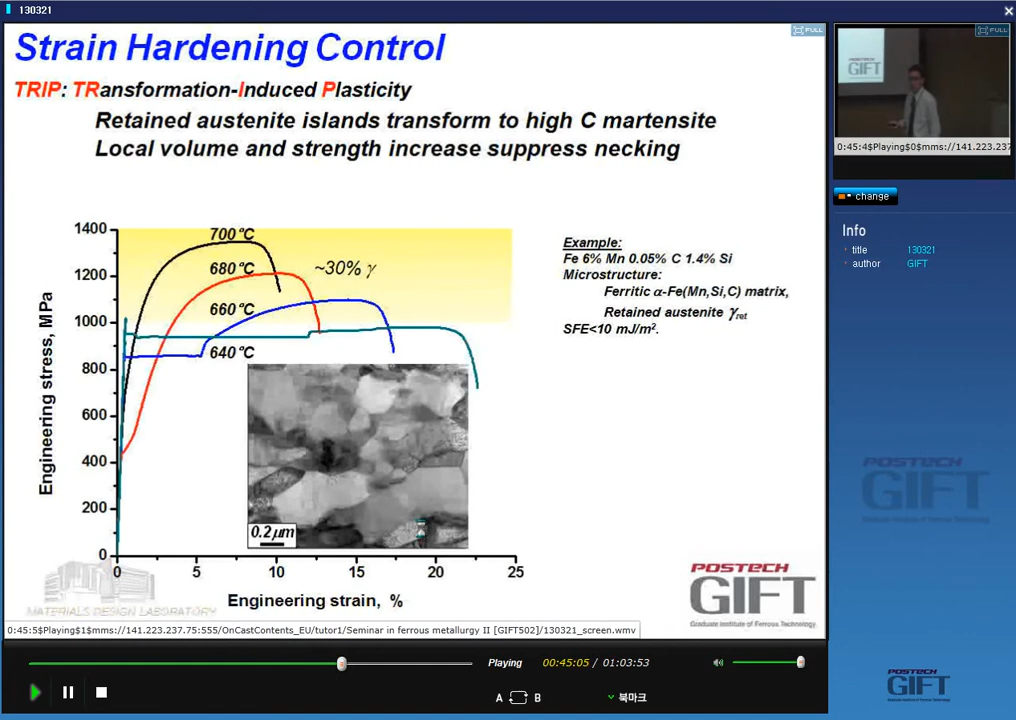 130321
Strain Hardening Control
FULL
TRIP: TRansformation-Induced Plasticity
Retained austenite islands transform to high C martensite
Local volume and strength increase suppress necking
1400
1200
1000
800
600
400
200
0
Engineering stress, MPa
700 °C
680 °C
~30% γ
660 °C
640 °C
0.2 μm
0
5
10
15
20
25
Engineering strain, %
Example:
Fe 6% Mn 0.05% C 1.4% Si
Microstructure:
Ferritic α-Fe(Mn,Si,C) matrix,
Retained austenite γret
SFE<10 mJ/m².
MATERIALS DESIGN LABORATORY
POSTECH
GIFT
Graduate Institute of Ferrous Technology
0:45:5$Playing$1$mms://141.223.237.75:555/OnCastContents_EU/tutor1/Seminar in ferrous metallurgy II [GIFT502]/130321_screen.wmv
Playing
00:45:05 / 01:03:53
A
B
북마크
FULL
GIFT
0:45:4$Playing$0$mms://141.223.237
change
Info
title
130321
author
GIFT
POSTECH
GIFT
Graduate Institute of Ferrous Technology
POSTECH
GIFT